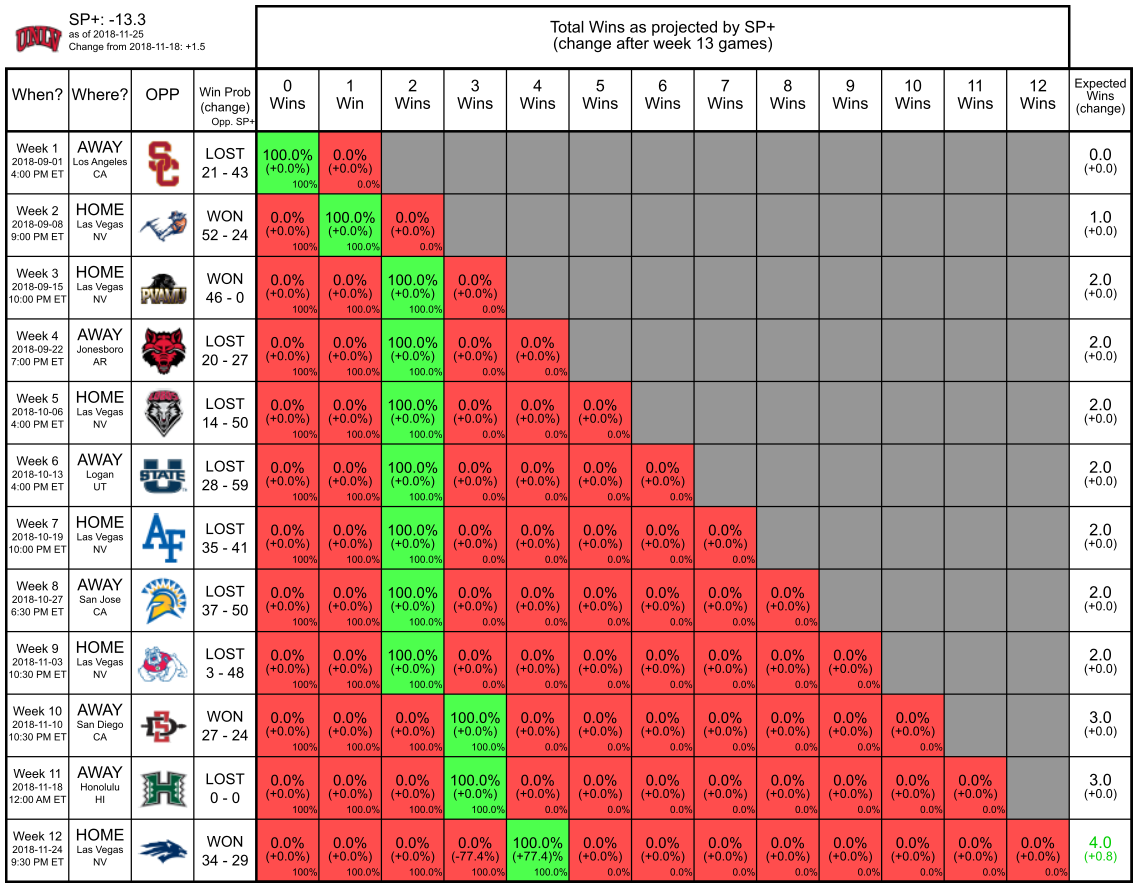 UNLV
SP+: -13.3
as of 2018-11-25
Change from 2018-11-18: +1.5
Total Wins as projected by SP+
(change after week 13 games)
When? Where? OPP Win Prob (change) Opp. SP+ 0 Wins 1 Win 2 Wins 3 Wins 4 Wins 5 Wins 6 Wins 7 Wins 8 Wins 9 Wins 10 Wins 11 Wins 12 Wins Expected Wins (change)
Week 1 AWAY SC LOST 100.0% 0.0% 0.0
2018-09-01 Los Angeles 21 - 43 (+0.0%) (+0.0%) (+0.0)
4:00 PM ET CA 100% 0.0%
Week 2 HOME WON 0.0% 100.0% 0.0% 1.0
2018-09-08 Las Vegas 52 - 24 (+0.0%) (+0.0%) (+0.0%) (+0.0)
9:00 PM ET NV 100% 100.0% 0.0%
Week 3 HOME PVAMU WON 0.0% 0.0% 100.0% 0.0% 2.0
2018-09-15 Las Vegas 46 - 0 (+0.0%) (+0.0%) (+0.0%) (+0.0%) (+0.0)
10:00 PM ET NV 100% 100.0% 100.0% 0.0%
Week 4 AWAY LOST 0.0% 0.0% 100.0% 0.0% 0.0% 2.0
2018-09-22 Jonesboro 20 - 27 (+0.0%) (+0.0%) (+0.0%) (+0.0%) (+0.0%) (+0.0)
7:00 PM ET AR 100% 100.0% 100.0% 0.0% 0.0%
Week 5 HOME LOST 0.0% 0.0% 100.0% 0.0% 0.0% 0.0% 2.0
2018-10-06 Las Vegas 14 - 50 (+0.0%) (+0.0%) (+0.0%) (+0.0%) (+0.0%) (+0.0%) (+0.0)
4:00 PM ET NV 100% 100.0% 100.0% 0.0% 0.0% 0.0%
Week 6 AWAY U STATE LOST 0.0% 0.0% 100.0% 0.0% 0.0% 0.0% 0.0% 2.0
2018-10-13 Logan 28 - 59 (+0.0%) (+0.0%) (+0.0%) (+0.0%) (+0.0%) (+0.0%) (+0.0%) (+0.0)
4:00 PM ET UT 100% 100.0% 100.0% 0.0% 0.0% 0.0% 0.0%
Week 7 HOME AF LOST 0.0% 0.0% 100.0% 0.0% 0.0% 0.0% 0.0% 0.0% 2.0
2018-10-19 Las Vegas 35 - 41 (+0.0%) (+0.0%) (+0.0%) (+0.0%) (+0.0%) (+0.0%) (+0.0%) (+0.0%) (+0.0)
10:00 PM ET NV 100% 100.0% 100.0% 0.0% 0.0% 0.0% 0.0% 0.0%
Week 8 AWAY LOST 0.0% 0.0% 100.0% 0.0% 0.0% 0.0% 0.0% 0.0% 0.0% 2.0
2018-10-27 San Jose 37 - 50 (+0.0%) (+0.0%) (+0.0%) (+0.0%) (+0.0%) (+0.0%) (+0.0%) (+0.0%) (+0.0%) (+0.0)
6:30 PM ET CA 100% 100.0% 100.0% 0.0% 0.0% 0.0% 0.0% 0.0% 0.0%
Week 9 HOME LOST 0.0% 0.0% 100.0% 0.0% 0.0% 0.0% 0.0% 0.0% 0.0% 0.0% 2.0
2018-11-03 Las Vegas 3 - 48 (+0.0%) (+0.0%) (+0.0%) (+0.0%) (+0.0%) (+0.0%) (+0.0%) (+0.0%) (+0.0%) (+0.0%) (+0.0)
10:30 PM ET NV 100% 100.0% 100.0% 0.0% 0.0% 0.0% 0.0% 0.0% 0.0% 0.0%
Week 10 AWAY SD WON 0.0% 0.0% 0.0% 100.0% 0.0% 0.0% 0.0% 0.0% 0.0% 0.0% 0.0% 3.0
2018-11-10 San Diego 27 - 24 (+0.0%) (+0.0%) (+0.0%) (+0.0%) (+0.0%) (+0.0%) (+0.0%) (+0.0%) (+0.0%) (+0.0%) (+0.0%) (+0.0)
10:30 PM ET CA 100% 100.0% 100.0% 100.0% 0.0% 0.0% 0.0% 0.0% 0.0% 0.0% 0.0%
Week 11 AWAY H LOST 0.0% 0.0% 0.0% 100.0% 0.0% 0.0% 0.0% 0.0% 0.0% 0.0% 0.0% 0.0% 3.0
2018-11-18 Honolulu 0 - 0 (+0.0%) (+0.0%) (+0.0%) (+0.0%) (+0.0%) (+0.0%) (+0.0%) (+0.0%) (+0.0%) (+0.0%) (+0.0%) (+0.0%) (+0.0)
12:00 AM ET HI 100% 100.0% 100.0% 100.0% 0.0% 0.0% 0.0% 0.0% 0.0% 0.0% 0.0% 0.0%
Week 12 HOME WON 0.0% 0.0% 0.0% 0.0% 100.0% 0.0% 0.0% 0.0% 0.0% 0.0% 0.0% 0.0% 0.0% 4.0
2018-11-24 Las Vegas 34 - 29 (+0.0%) (+0.0%) (+0.0%) (-77.4%) (+77.4)% (+0.0%) (+0.0%) (+0.0%) (+0.0%) (+0.0%) (+0.0%) (+0.0%) (+0.0%) (+0.8)
9:30 PM ET NV 100% 100.0% 100.0% 100.0% 100.0% 0.0% 0.0% 0.0% 0.0% 0.0% 0.0% 0.0% 0.0%